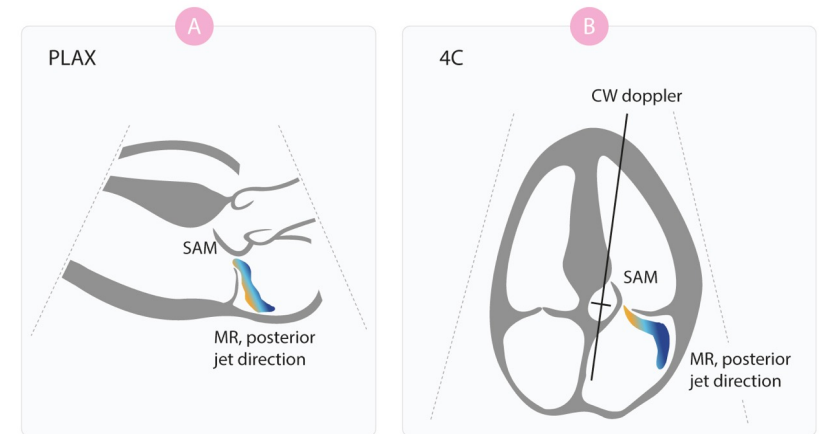 A
PLAX
SAM
MR, posterior
jet direction
B
4C
CW doppler
SAM
MR, posterior
jet direction